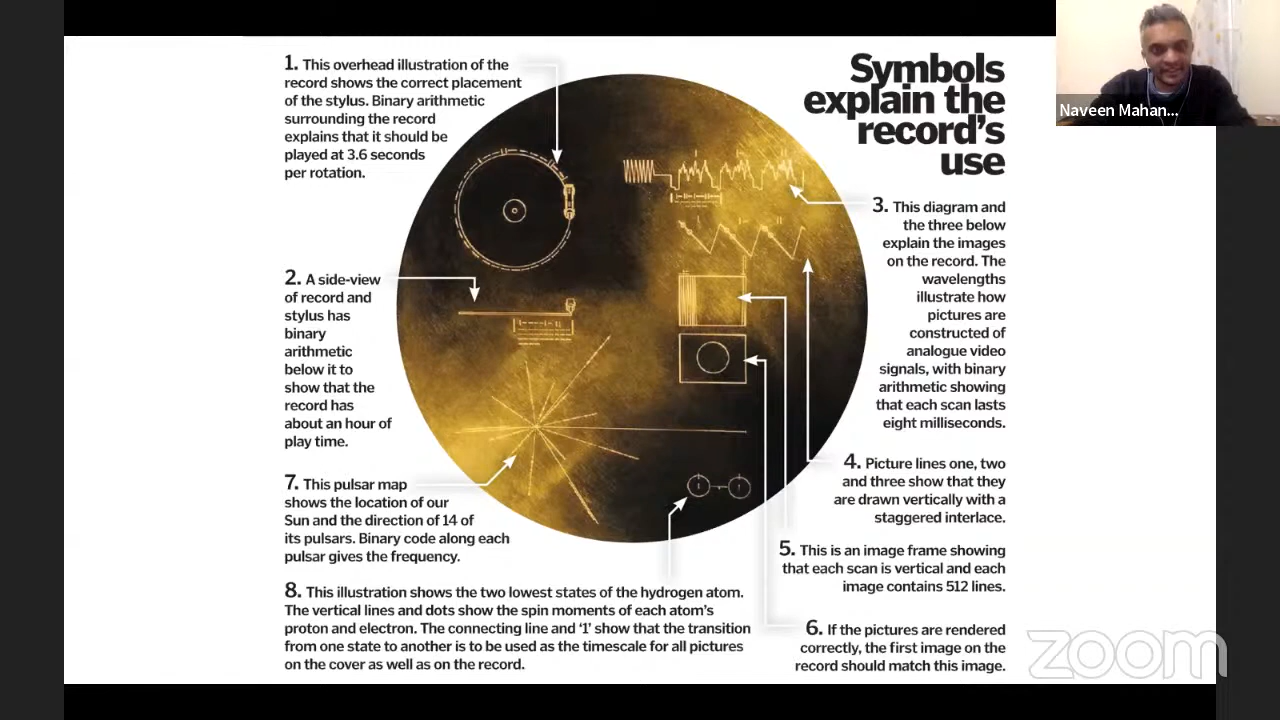 Symbols
explain the
record's
use
1. This overhead illustration of the
record shows the correct placement
of the stylus. Binary arithmetic
surrounding the record
explains that it should be
played at 3.6 seconds
per rotation.
2. A side-view
of record and
stylus has
binary
arithmetic
below it to
show that the
record has
about an hour of
play time.
3. This diagram and
the three below
explain the images
on the record. The
wavelengths
illustrate how
pictures are
constructed of
analogue video
signals, with binary
arithmetic showing
that each scan lasts
eight milliseconds.
4. Picture lines one, two
and three show that they
are drawn vertically with a
staggered interlace.
5. This is an image frame showing
that each scan is vertical and each
image contains 512 lines.
6. If the pictures are rendered
correctly, the first image on the
record should match this image.
7. This pulsar map
shows the location of our
Sun and the direction of 14 of
its pulsars. Binary code along each
pulsar gives the frequency.
8. This illustration shows the two lowest states of the hydrogen atom.
The vertical lines and dots show the spin moments of each atom's
proton and electron. The connecting line and ‘1’ show that the transition
from one state to another is to be used as the timescale for all pictures
on the cover as well as on the record.
Naveen Mahan...
zoom